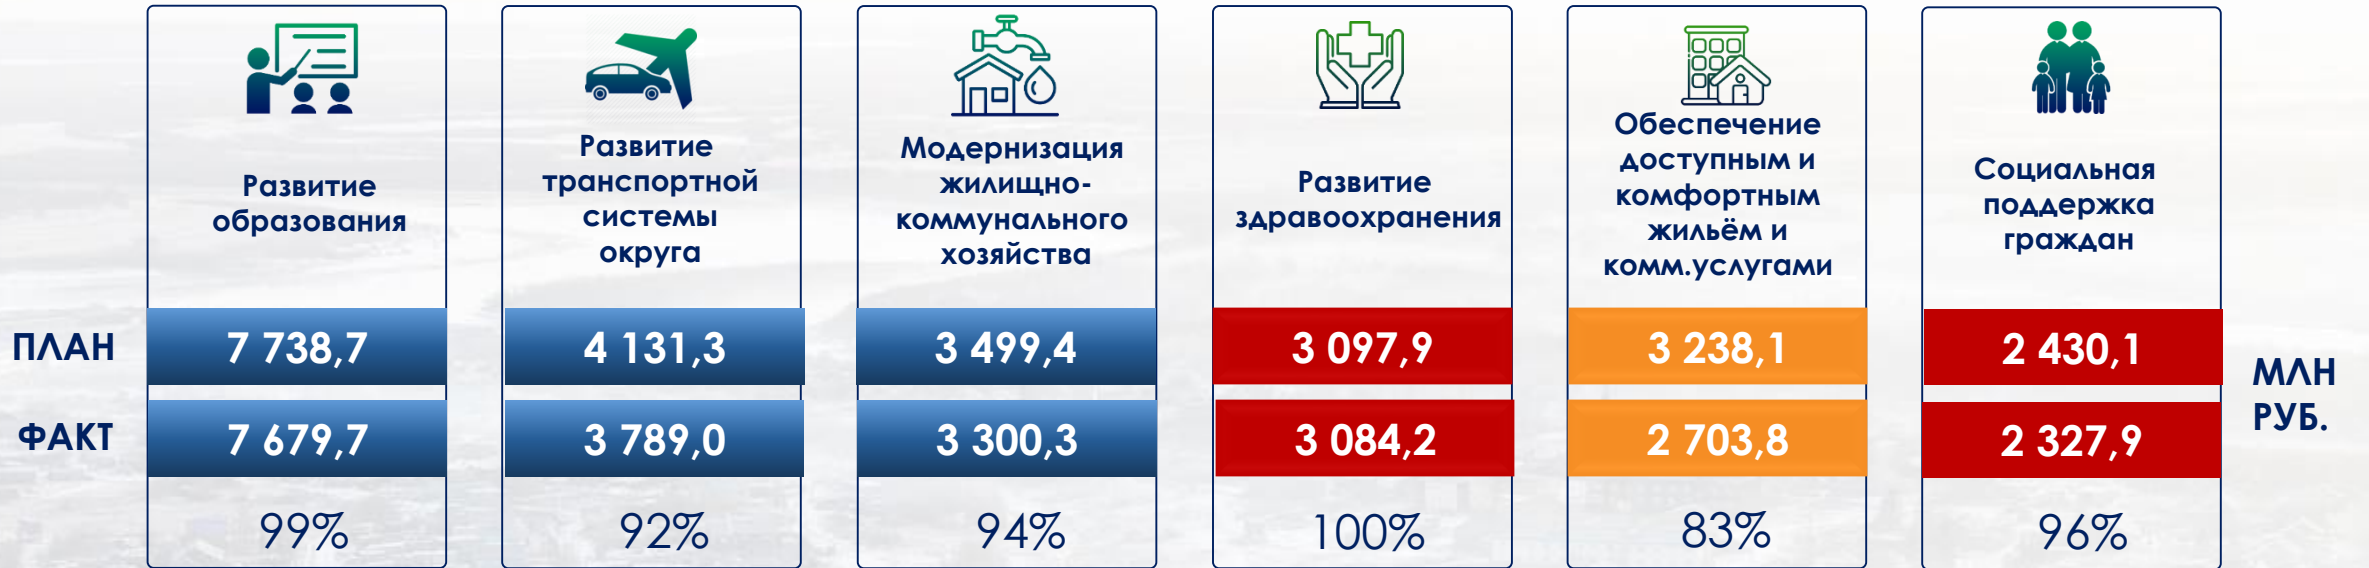 Развитие
образования
Развитие
транспортной
системы
округа
Модернизация
жилищно-
коммунального
хозяйства
Развитие
здравоохранения
Обеспечение
доступным и
комфортным
жильём и
комм.услугами
Социальная
поддержка
граждан
ПЛАН
7 738,7
4 131,3
3 499,4
3 097,9
3 238,1
2 430,1
ФАКТ
7 679,7
3 789,0
3 300,3
3 084,2
2 703,8
2 327,9
МЛН
РУБ.
99%
92%
94%
100%
83%
96%